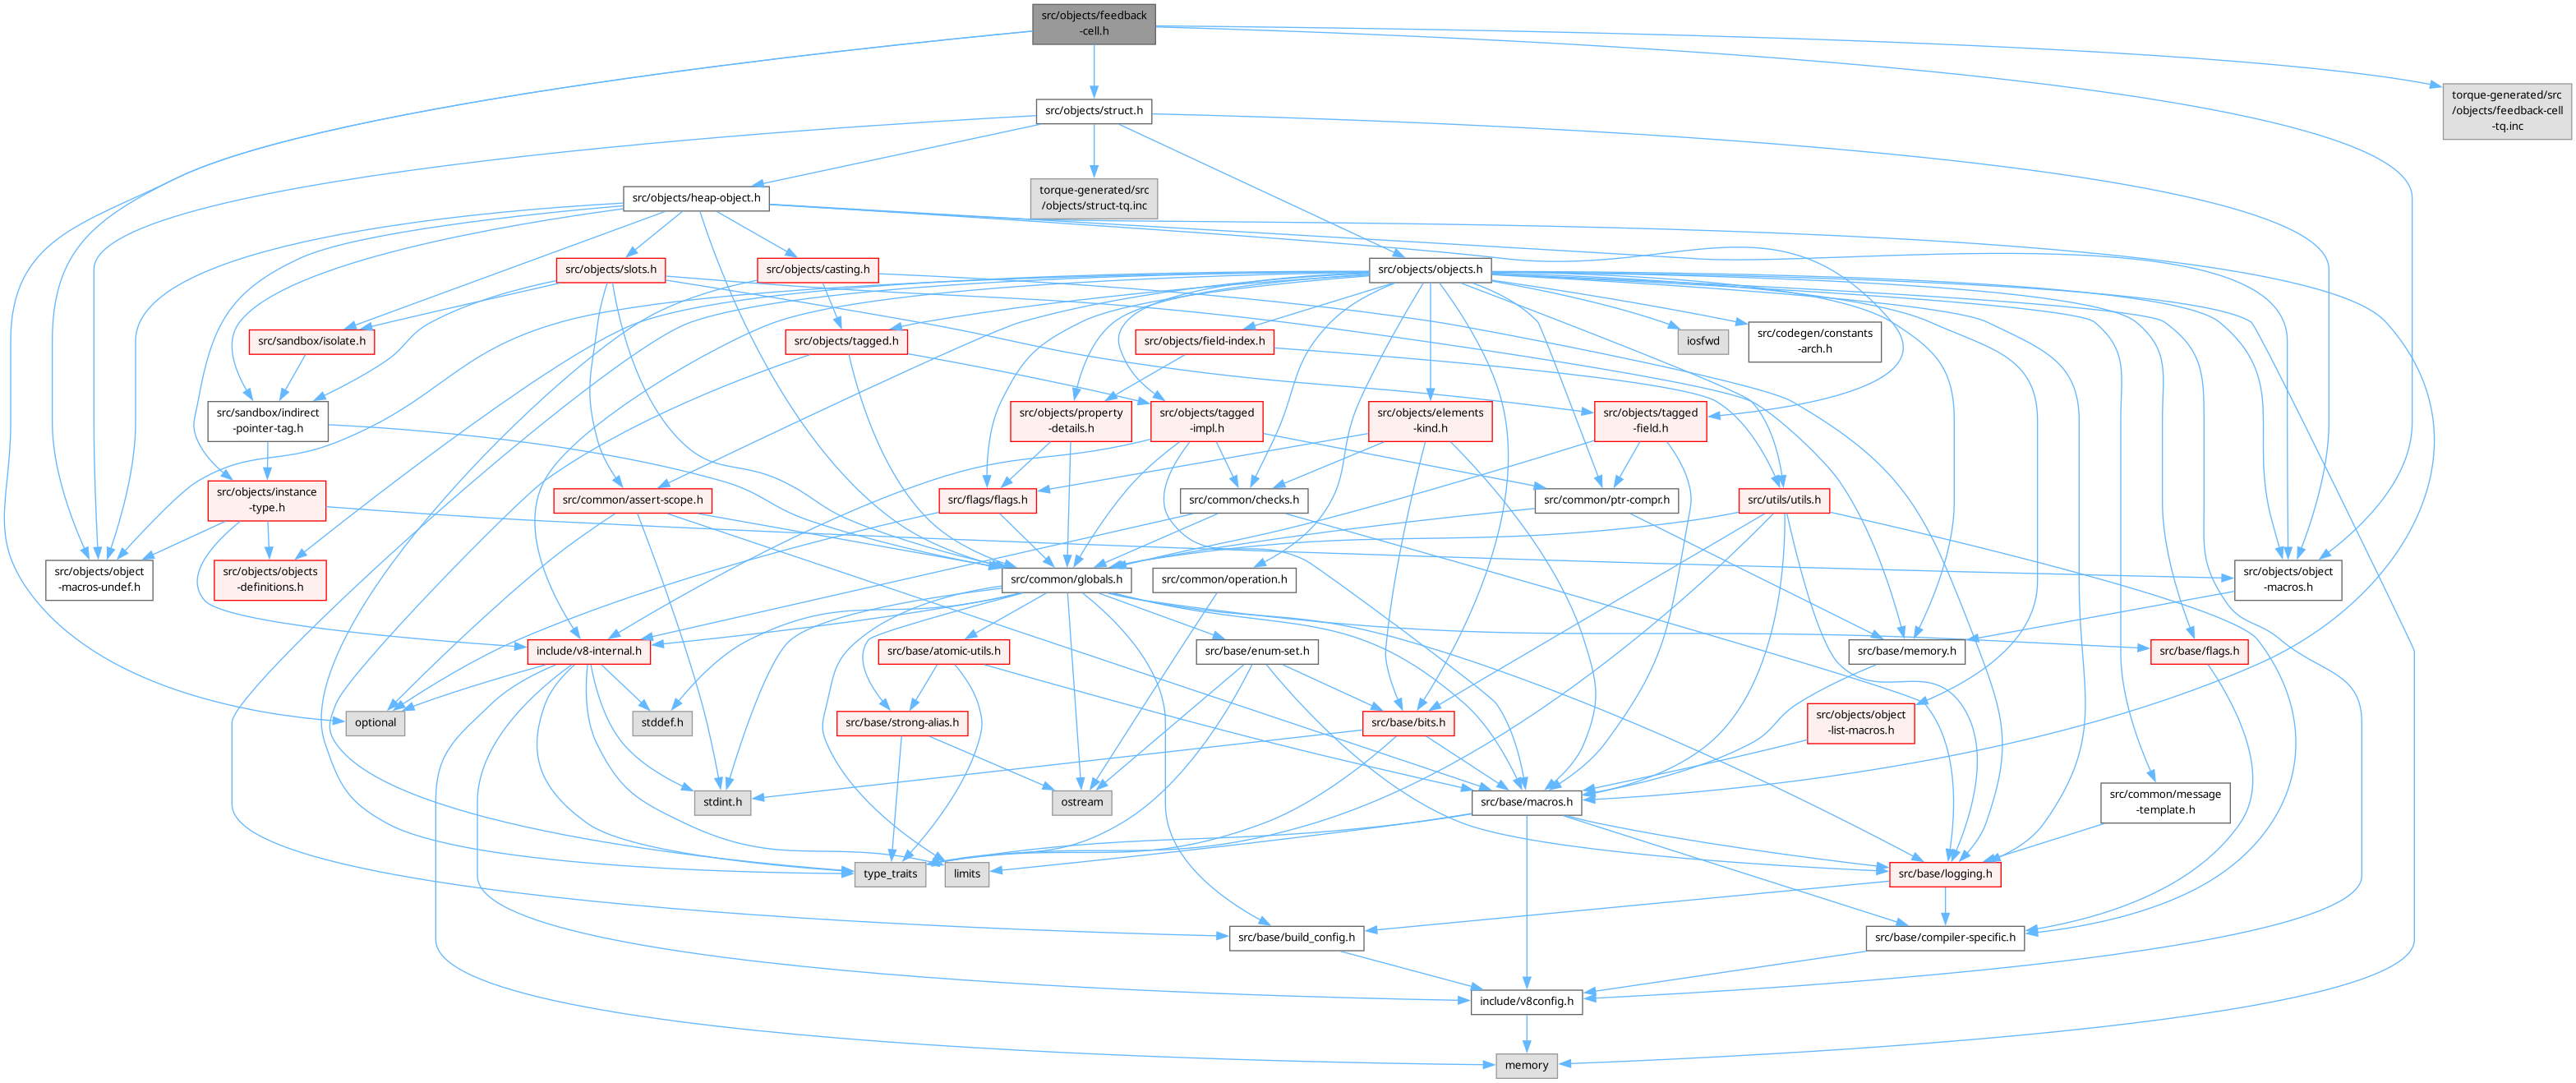 src/objects/feedback
-cell.h
torque-generated/src
/objects/feedback-cell
-tq.inc
src/objects/struct.h
src/objects/heap-object.h
torque-generated/src
/objects/struct-tq.inc
src/objects/slots.h
src/objects/casting.h
src/objects/objects.h
src/sandbox/isolate.h
src/objects/tagged.h
src/objects/field-index.h
iosfwd
src/codegen/constants
-arch.h
src/sandbox/indirect
-pointer-tag.h
src/objects/property
-details.h
src/objects/tagged
-impl.h
src/objects/elements
-kind.h
src/objects/tagged
-field.h
src/objects/instance
-type.h
src/common/assert-scope.h
src/flags/flags.h
src/common/checks.h
src/common/ptr-compr.h
src/utils/utils.h
src/objects/object
-macros-undef.h
src/objects/objects
-definitions.h
src/common/globals.h
src/common/operation.h
src/objects/object
-macros.h
include/v8-internal.h
src/base/atomic-utils.h
src/base/enum-set.h
src/base/memory.h
src/base/flags.h
optional
stddef.h
src/base/strong-alias.h
src/base/bits.h
src/objects/object
-list-macros.h
stdint.h
ostream
src/base/macros.h
src/common/message
-template.h
type_traits
limits
src/base/logging.h
src/base/build_config.h
src/base/compiler-specific.h
include/v8config.h
memory